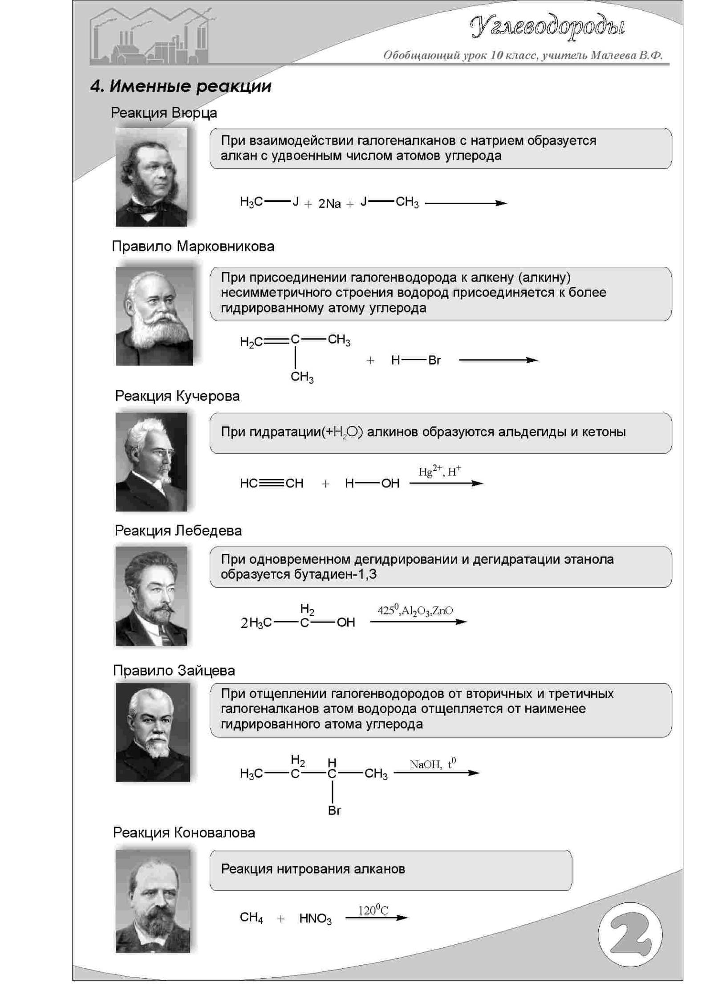 Углеводороды
Обобщающий урок 10 класс, учитель Малеева В.Ф.
4. Именные реакции
Реакция Вюрца
При взаимодействии галогеналканов с натрием образуется
алкан с удвоенным числом атомов углерода
H₃C—J + 2Na + J—CH₃ →
Правило Марковникова
При присоединении галогенводорода к алкену (алкину)
несимметричного строения водород присоединяется к более
гидрированному атому углерода
H₂C=C—CH₃
+ H—Br →
CH₃
Реакция Кучерова
При гидратации(+H₂O) алкинов образуются альдегиды и кетоны
Hg²⁺, H⁺
HC≡CH + H—OH →
Реакция Лебедева
При одновременном дегидрировании и дегидратации этанола
образуется бутадиен-1,3
H₂ 425⁰,Al₂O₃,ZnO
2H₃C—C—OH →
Правило Зайцева
При отщеплении галогенводородов от вторичных и третичных
галогеналканов атом водорода отщепляется от наименее
гидрированного атома углерода
H₂ H NaOH, t⁰
H₃C—C—C—CH₃ →
Br
Реакция Коновалова
Реакция нитрования алканов
120⁰C
CH₄ + HNO₃ →
2